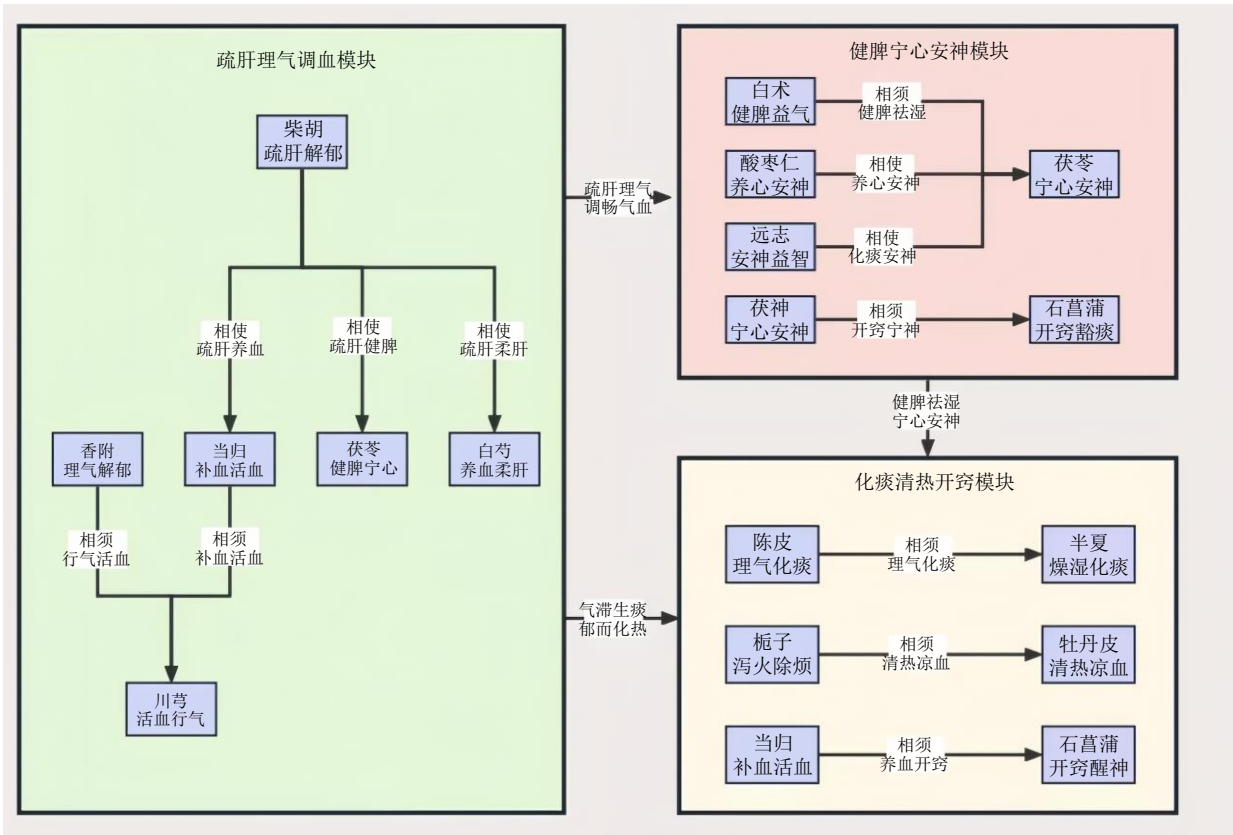 疏肝理气调血模块
柴胡
疏肝解郁
相使
疏肝养血
相使
疏肝健脾
相使
疏肝柔肝
香附
理气解郁
当归
补血活血
茯苓
健脾宁心
白芍
养血柔肝
相须
行气活血
相须
补血活血
川芎
活血行气
疏肝理气
调畅气血
气滞生痰
郁而化热
健脾宁心安神模块
白术
健脾益气
相须
健脾祛湿
酸枣仁
养心安神
相使
养心安神
茯苓
宁心安神
远志
安神益智
相使
化痰安神
茯神
宁心安神
相须
开窍宁神
石菖蒲
开窍豁痰
健脾祛湿
宁心安神
化痰清热开窍模块
陈皮
理气化痰
相须
理气化痰
半夏
燥湿化痰
栀子
泻火除烦
相须
清热凉血
牡丹皮
清热凉血
当归
补血活血
相须
养血开窍
石菖蒲
开窍醒神